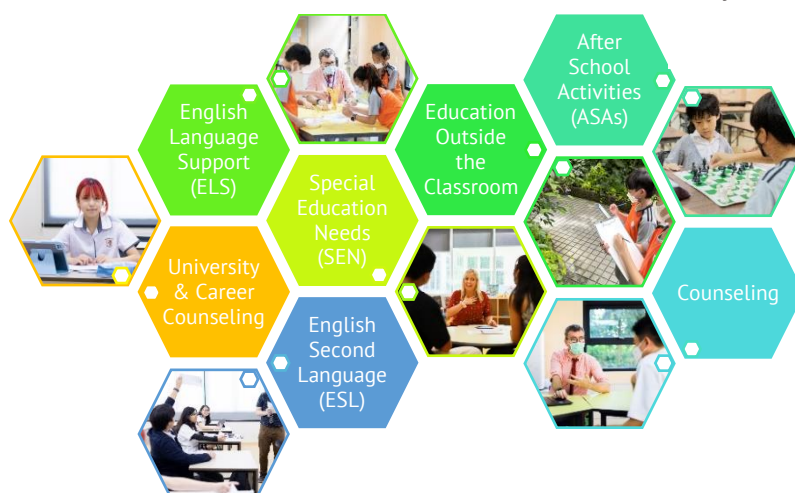 English
Language
Support
(ELS)
University
& Career
Counseling
Special
Education
Needs
(SEN)
English
Second
Language
(ESL)
Education
Outside
the
Classroom
After
School
Activities
(ASAs)
Counseling